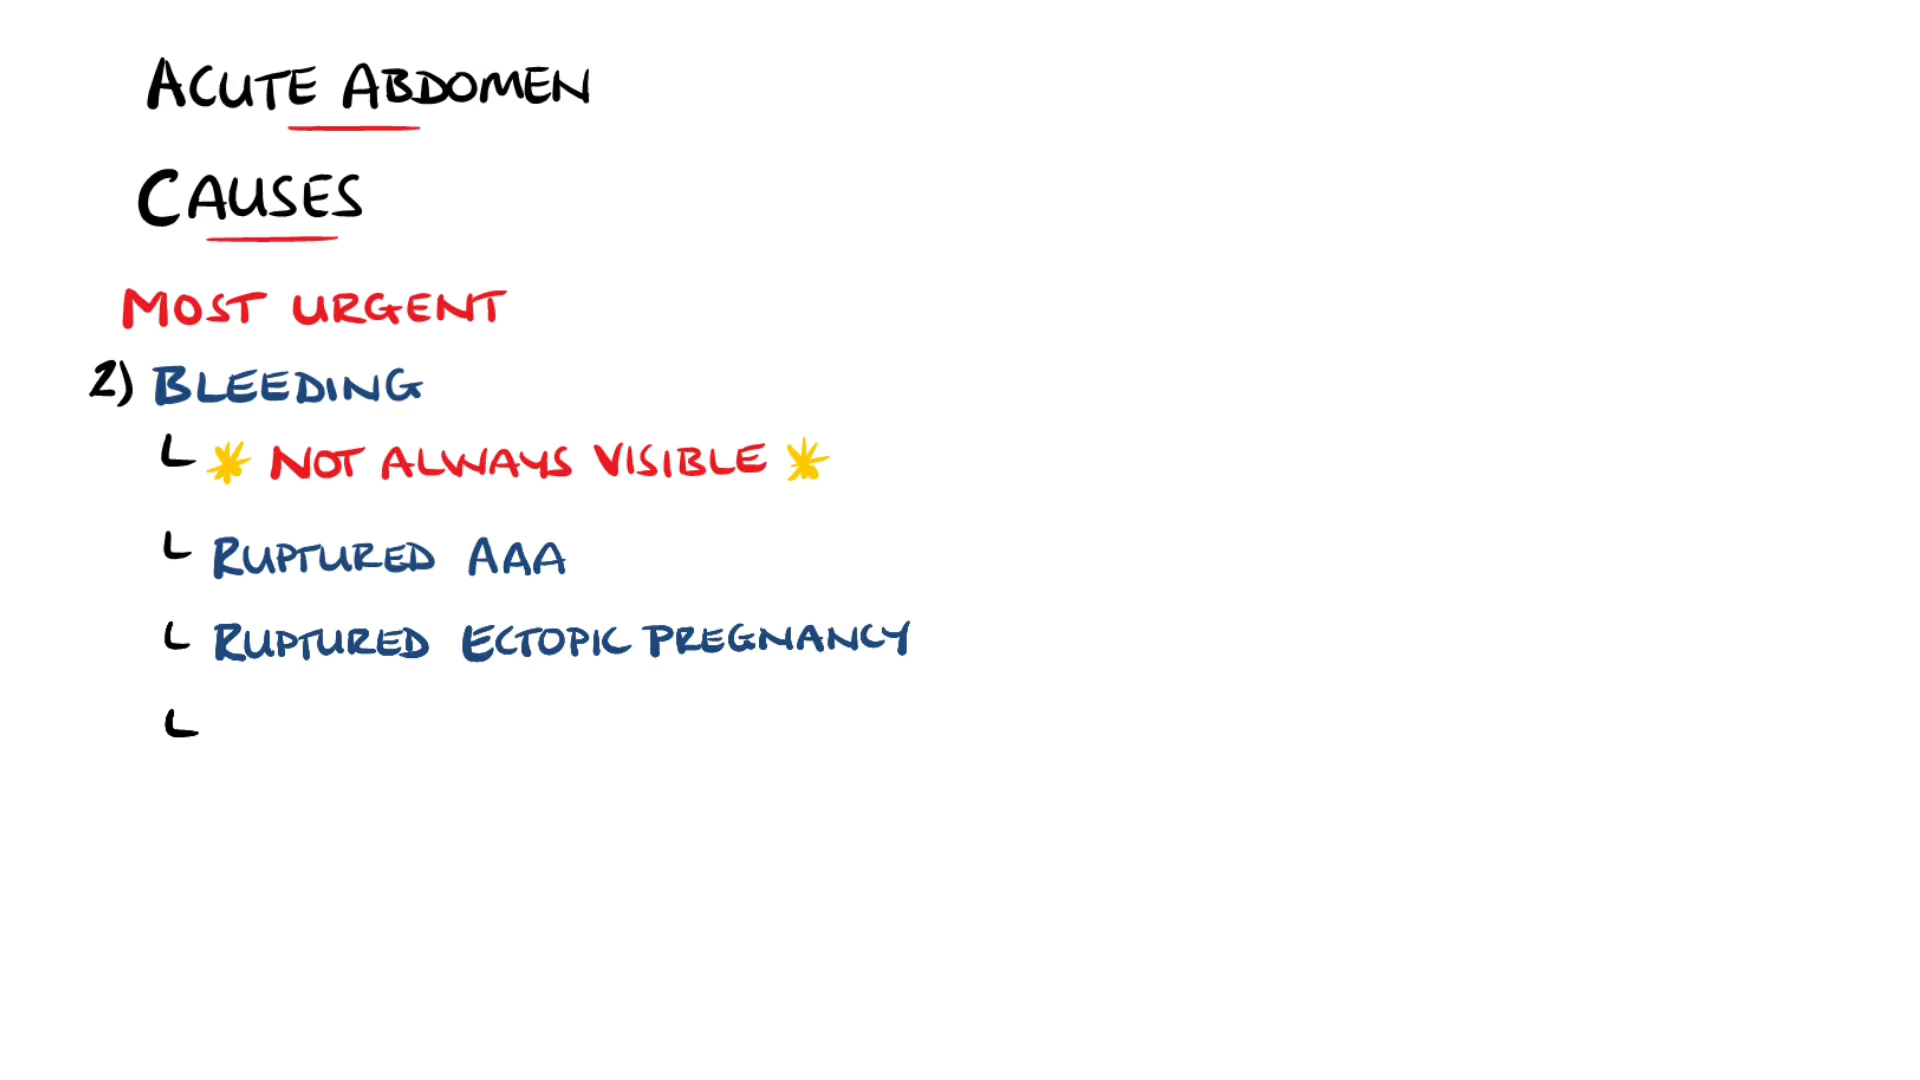 ACUTE ABDOMEN
CAUSES
MOST URGENT
2) BLEEDING
NOT ALWAYS VISIBLE
RUPTURED AAA
RUPTURED ECTOPIC PREGNANCY